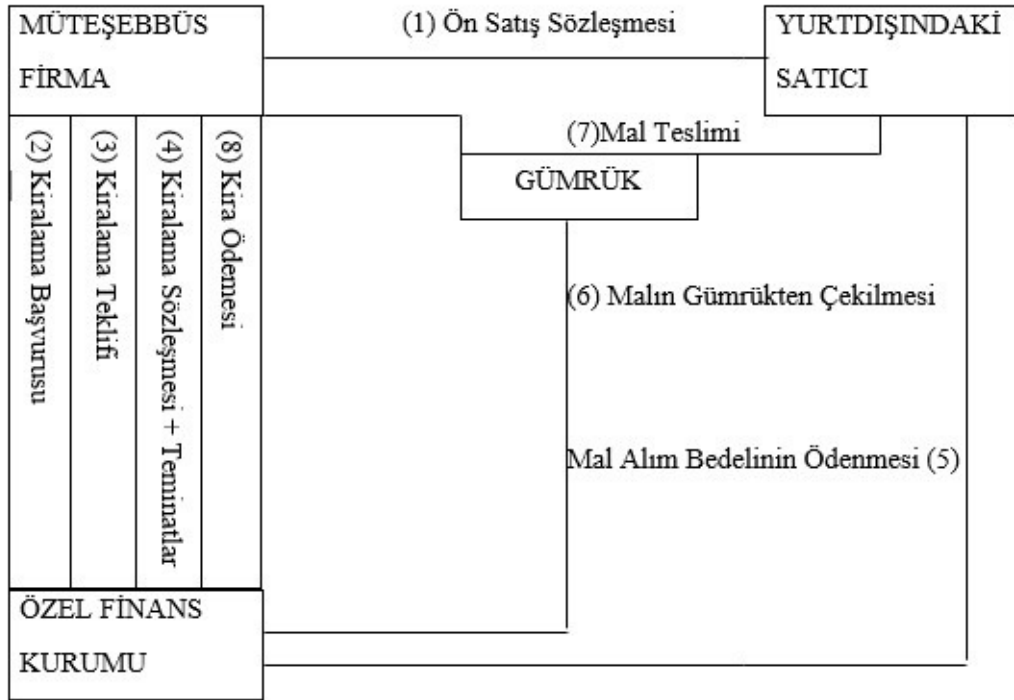 MÜTEŞEBBÜS
FİRMA
(1) Ön Satış Sözleşmesi
YURTDIŞINDAKİ
SATICI
(7)Mal Teslimi
GÜMRÜK
(2) Kiralama Başvurusu
(3) Kiralama Teklifi
(4) Kiralama Sözleşmesi + Teminatlar
(8) Kira Ödemesi
(6) Malın Gümrükten Çekilmesi
Mal Alım Bedelinin Ödenmesi (5)
ÖZEL FİNANS
KURUMU